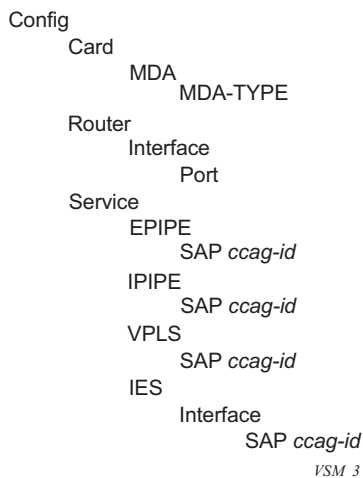 Config
Card
MDA
MDA-TYPE
Router
Interface
Port
Service
EPIPE
SAP ccag-id
IPIPE
SAP ccag-id
VPLS
SAP ccag-id
IES
Interface
SAP ccag-id
VSM 3